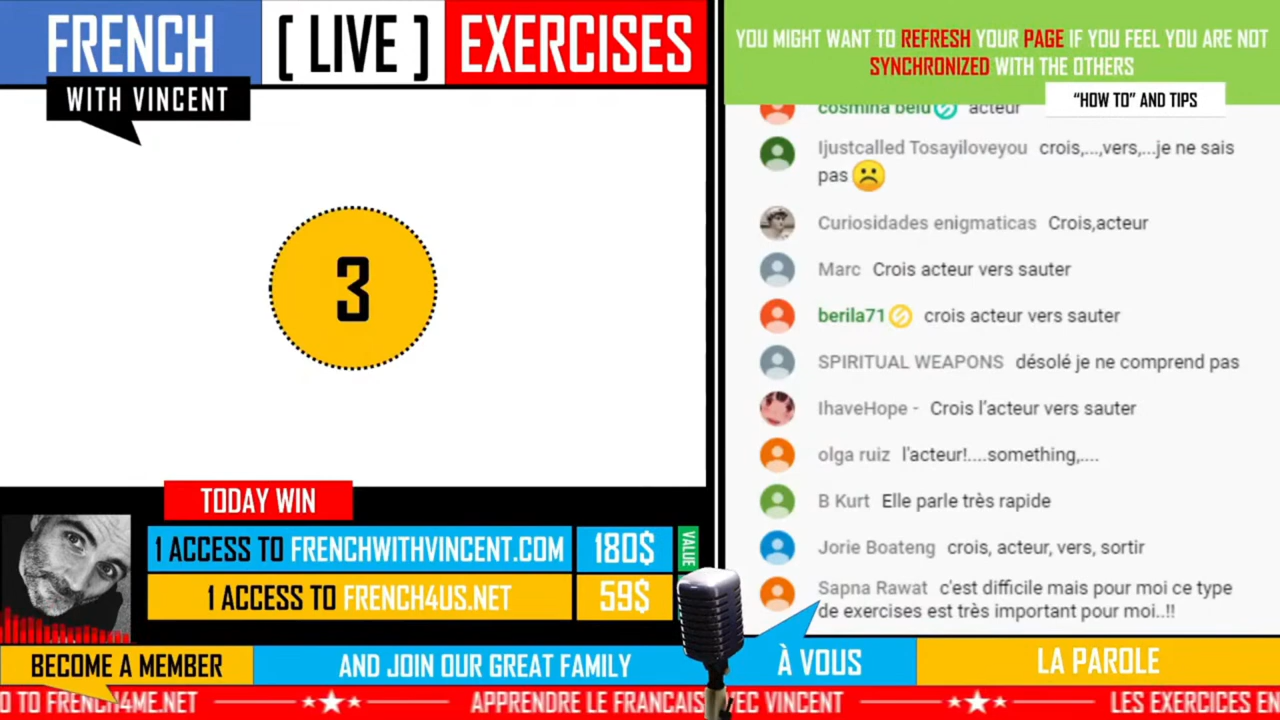 FRENCH [ LIVE ] EXERCISES
WITH VINCENT
3
TODAY WIN
1 ACCESS TO FRENCHWITHVINCENT.COM 180$
1 ACCESS TO FRENCH4US.NET 59$
VALUE
BECOME A MEMBER AND JOIN OUR GREAT FAMILY
YOU MIGHT WANT TO REFRESH YOUR PAGE IF YOU FEEL YOU ARE NOT
SYNCHRONIZED WITH THE OTHERS
“HOW TO” AND TIPS
cosmina belu acteur
Ijustcalled Tosayiloveyou crois,...,vers,...je ne sais
pas
Curiosidades enigmaticas Crois,acteur
Marc Crois acteur vers sauter
berila71 crois acteur vers sauter
SPIRITUAL WEAPONS désolé je ne comprend pas
IhaveHope - Crois l'acteur vers sauter
olga ruiz l'acteur!....something,....
B Kurt Elle parle très rapide
Jorie Boateng crois, acteur, vers, sortir
Sapna Rawat c'est difficile mais pour moi ce type
de exercises est très important pour moi..!!
À VOUS LA PAROLE
TO FRENCH4ME.NET APPRENDRE LE FRANCAIS VEC VINCENT LES EXERCICES EN